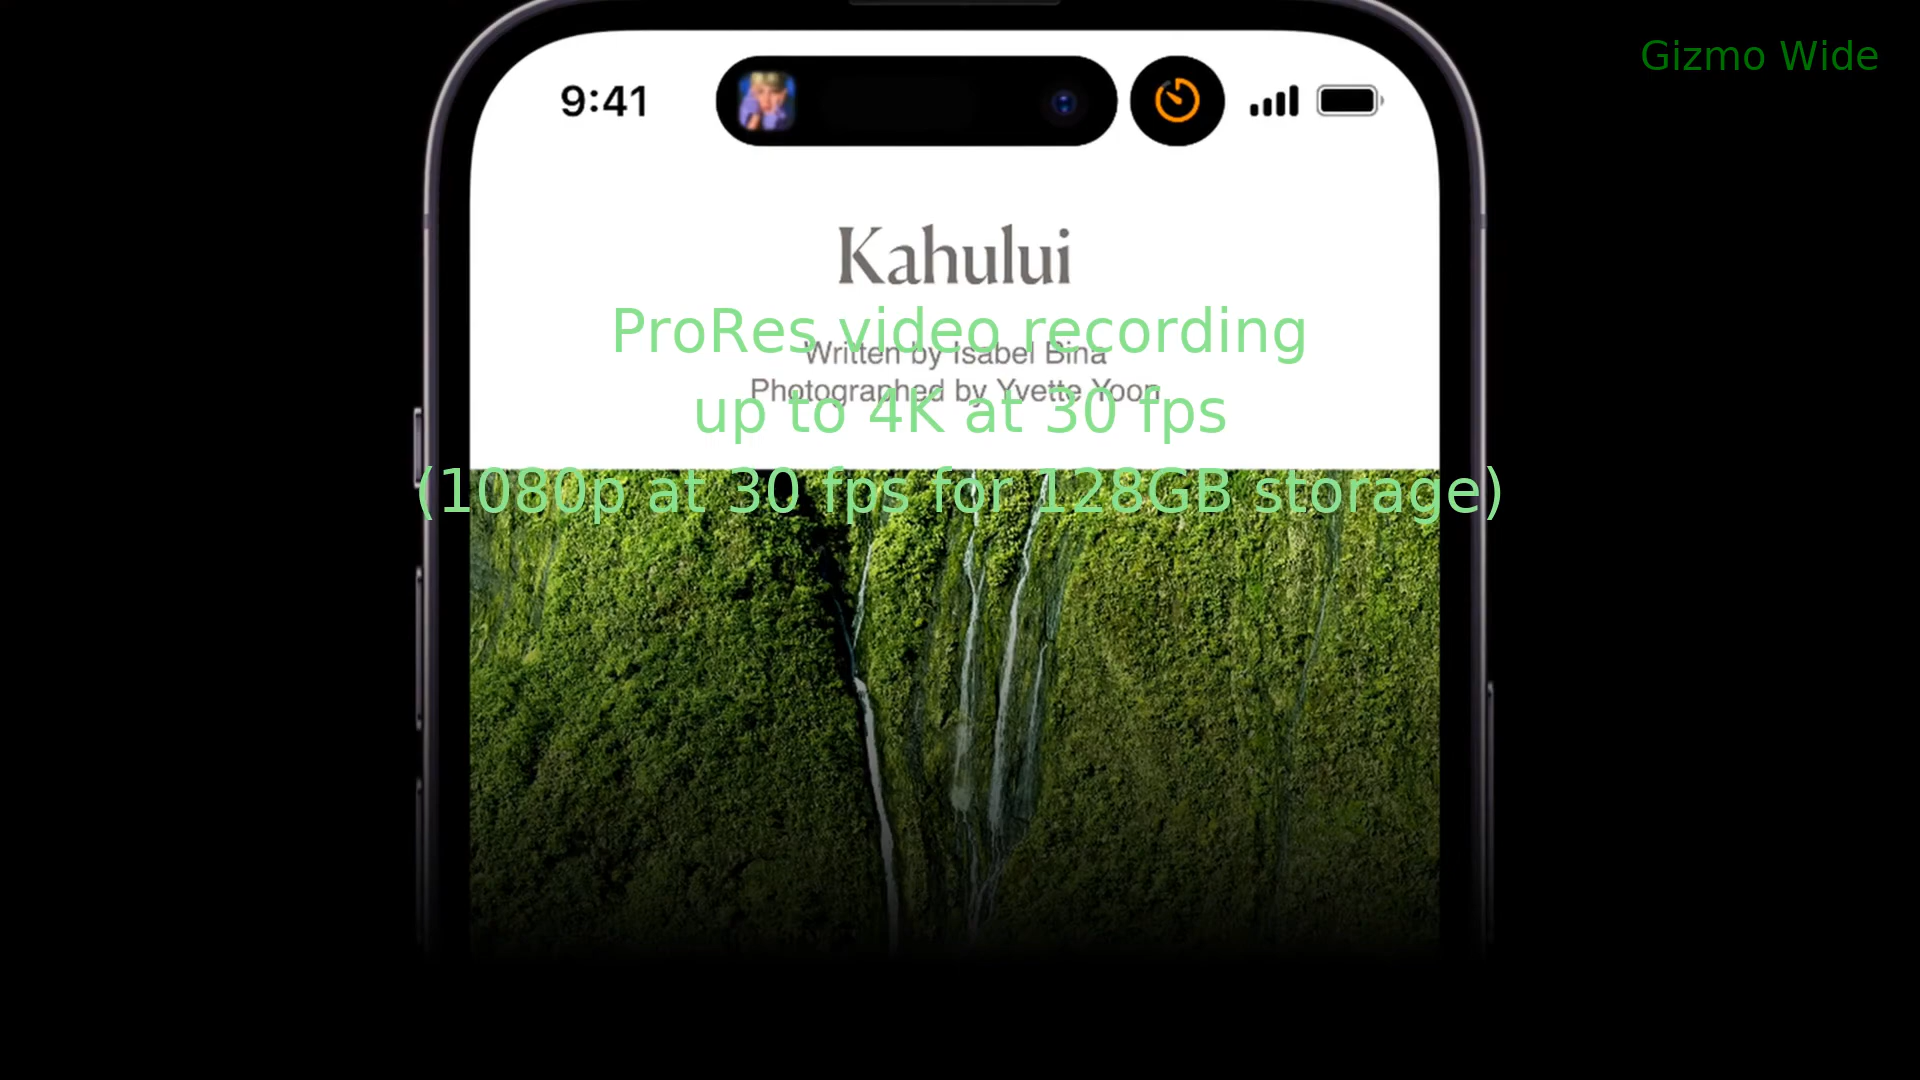 Gizmo Wide
9:41
Kahului
ProRes video recording
Written by Isabel Bina
Photographed by Yvette Yoon
up to 4K at 30 fps
(1080p at 30 fps for 128GB storage)